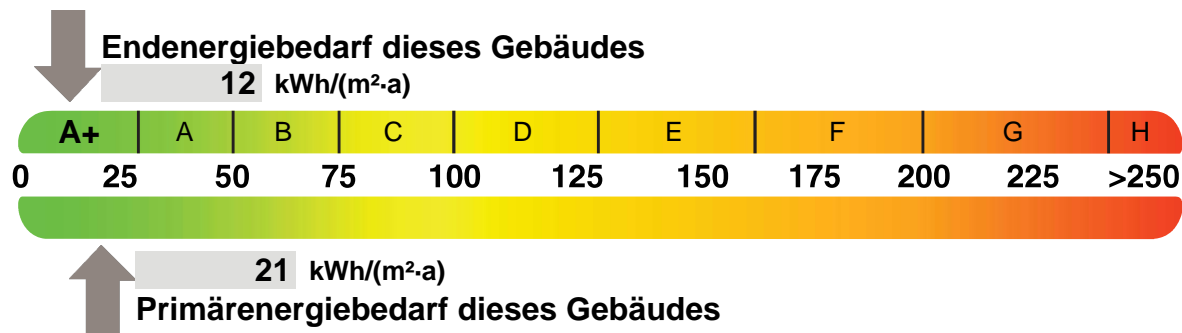 Endenergiebedarf dieses Gebäudes
12 kWh/(m²·a)
A+ A B C D E F G H
0 25 50 75 100 125 150 175 200 225 >250
21 kWh/(m²·a)
Primärenergiebedarf dieses Gebäudes